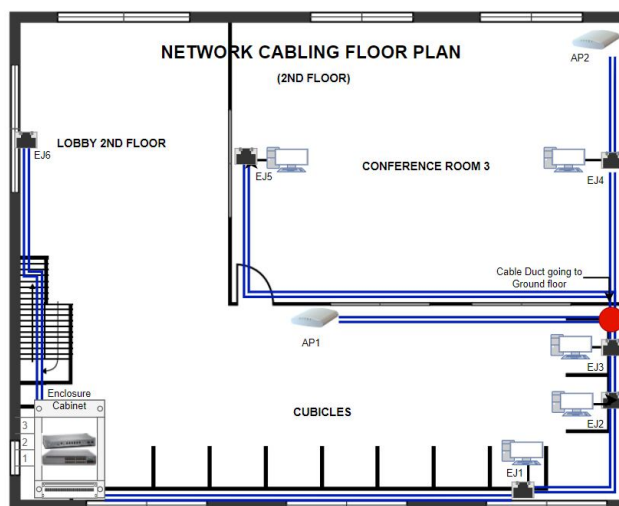 NETWORK CABLING FLOOR PLAN
(2ND FLOOR)
AP2
LOBBY 2ND FLOOR
EJ6
EJ5
CONFERENCE ROOM 3
EJ4
Cable Duct going to
Ground floor
AP1
EJ3
Enclosure
Cabinet
3
2
1
CUBICLES
EJ2
EJ1